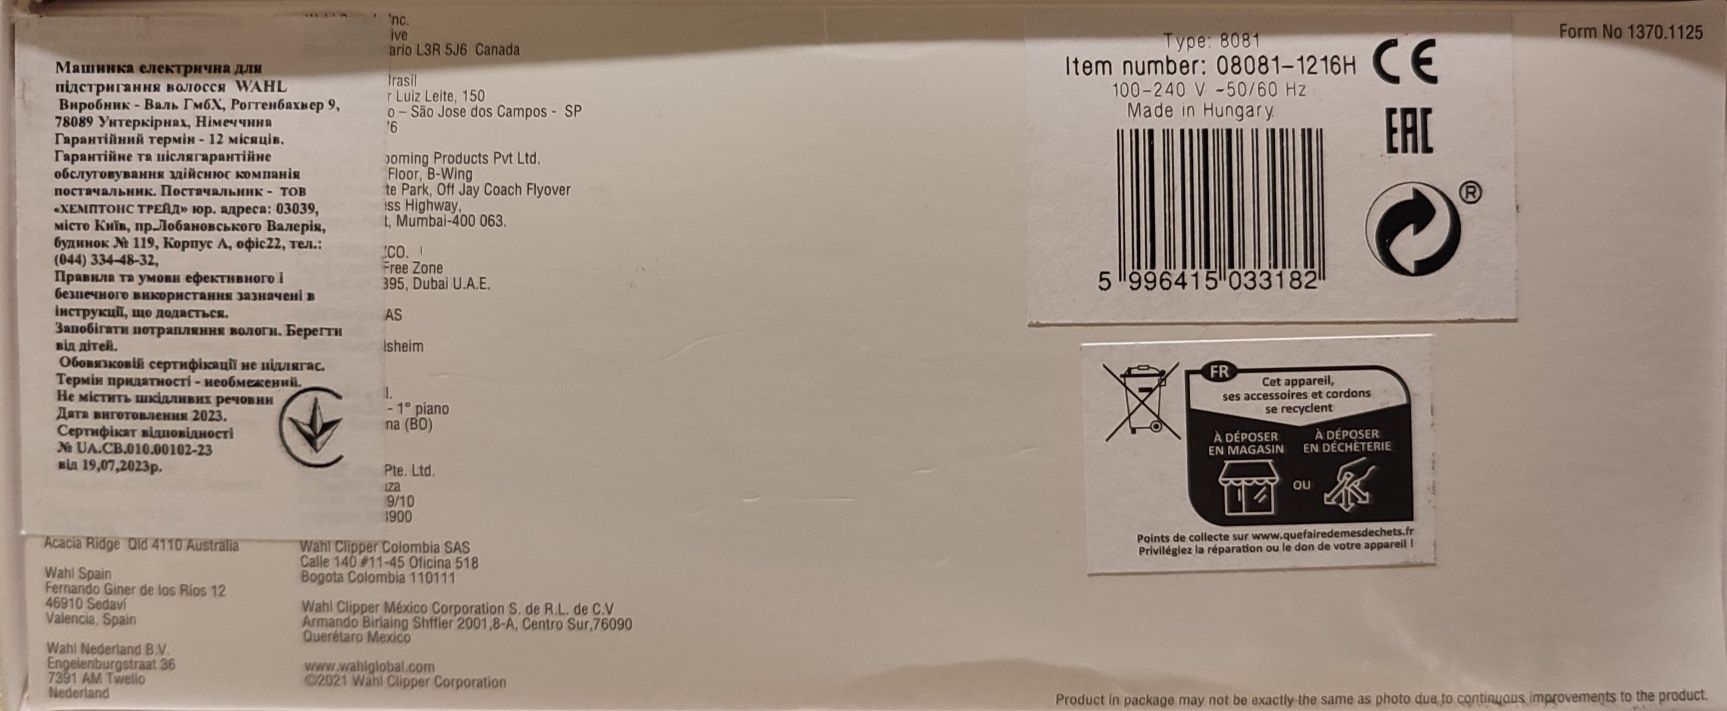 Машинка електрична для
підстригання волосся WAHL
Виробник - Валь ГмбХ, Роггенбахвер 9,
78089 Унтеркірнах, Німеччина
Гарантійний термін - 12 місяців.
Гарантійне та післягарантійне
обслуговування здійснює компанія
постачальник. Постачальник - ТОВ
«ХЕМПТОНС ТРЕЙД» юр. адреса: 03039,
місто Київ, пр.Лобановського Валерія,
будинок № 119, Корпус А, офіс22, тел.:
(044) 334-48-32,
Правила та умови ефективного і
безпечного використання зазначені в
інструкції, що додається.
Запобігати потрапляння вологи. Берегти
від дітей.
Обовязковій сертифікації не підлягає.
Термін придатності - необмежений.
Не містить шкідливих речовин
Дата виготовлення 2023.
Сертифікат відповідності
№ UA.CB.010.00102-23
від 19,07,2023р.
Acacia Ridge Qld 4110 Australia
Wahl Spain
Fernando Giner de los Ríos 12
46910 Sedaví
Valencia, Spain
Wahl Nederland B.V.
Engelenburgstraat 36
7391 AM Twello
Nederland
nc.
ive
ario L3R 5J6 Canada
rasil
r Luiz Leite, 150
o – São Jose dos Campos - SP
'6
oming Products Pvt Ltd.
Floor, B-Wing
te Park, Off Jay Coach Flyover
ss Highway,
t, Mumbai-400 063.
CO.
Free Zone
395, Dubai U.A.E.
AS
lsheim
l.
- 1° piano
na (BO)
Pte. Ltd.
za
9/10
900
Wahl Clipper Colombia SAS
Calle 140 #11-45 Oficina 518
Bogota Colombia 110111
Wahl Clipper México Corporation S. de R.L. de C.V
Armando Birlaing Shffler 2001,8-A, Centro Sur,76090
Querétaro Mexico
www.wahlglobal.com
©2021 Wahl Clipper Corporation
Type: 8081
Item number: 08081-1216H
100-240 V ~50/60 Hz
Made in Hungary
5 996415 033182
CE
EAC
®
Form No 1370.1125
FR
Cet appareil,
ses accessoires et cordons
se recyclent
À DÉPOSER
EN MAGASIN
OU
À DÉPOSER
EN DÉCHÈTERIE
Points de collecte sur www.quefairedemesdechets.fr
Privilégiez la réparation ou le don de votre appareil !
Product in package may not be exactly the same as photo due to continuous improvements to the product.